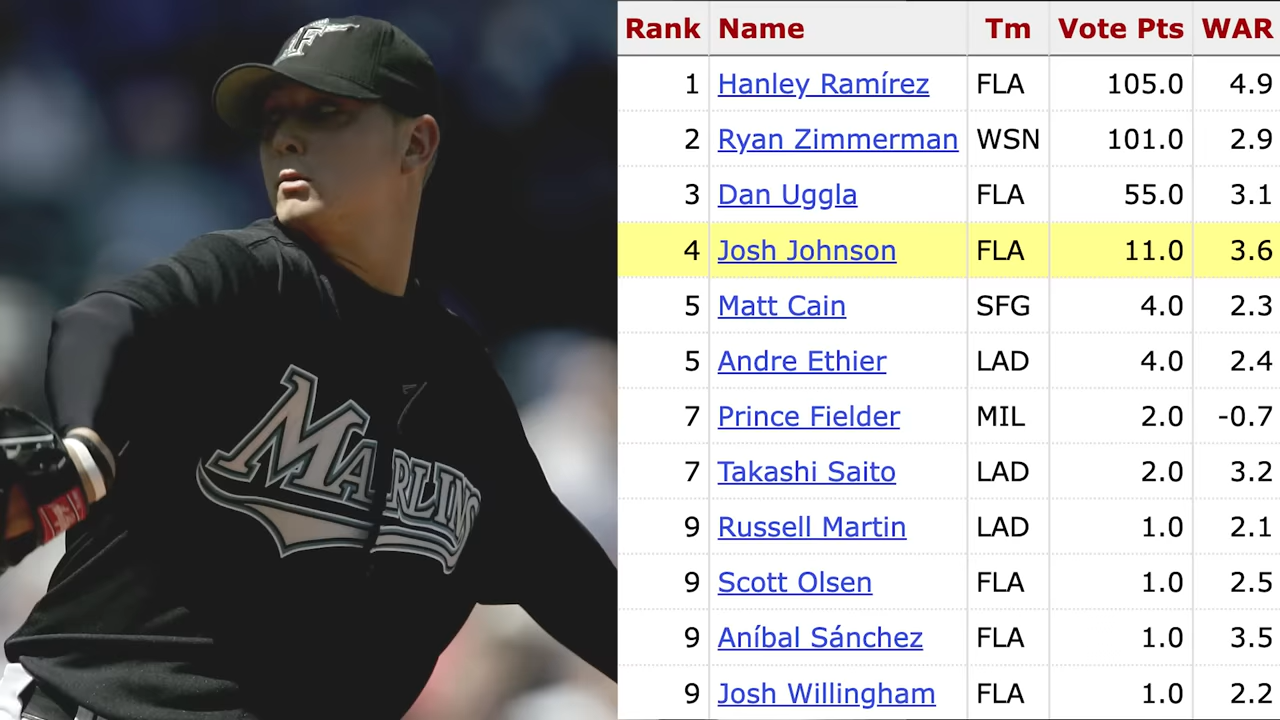 F
MARLINS
Rank Name Tm Vote Pts WAR
1 Hanley Ramírez FLA 105.0 4.9
2 Ryan Zimmerman WSN 101.0 2.9
3 Dan Uggla FLA 55.0 3.1
4 Josh Johnson FLA 11.0 3.6
5 Matt Cain SFG 4.0 2.3
5 Andre Ethier LAD 4.0 2.4
7 Prince Fielder MIL 2.0 -0.7
7 Takashi Saito LAD 2.0 3.2
9 Russell Martin LAD 1.0 2.1
9 Scott Olsen FLA 1.0 2.5
9 Aníbal Sánchez FLA 1.0 3.5
9 Josh Willingham FLA 1.0 2.2